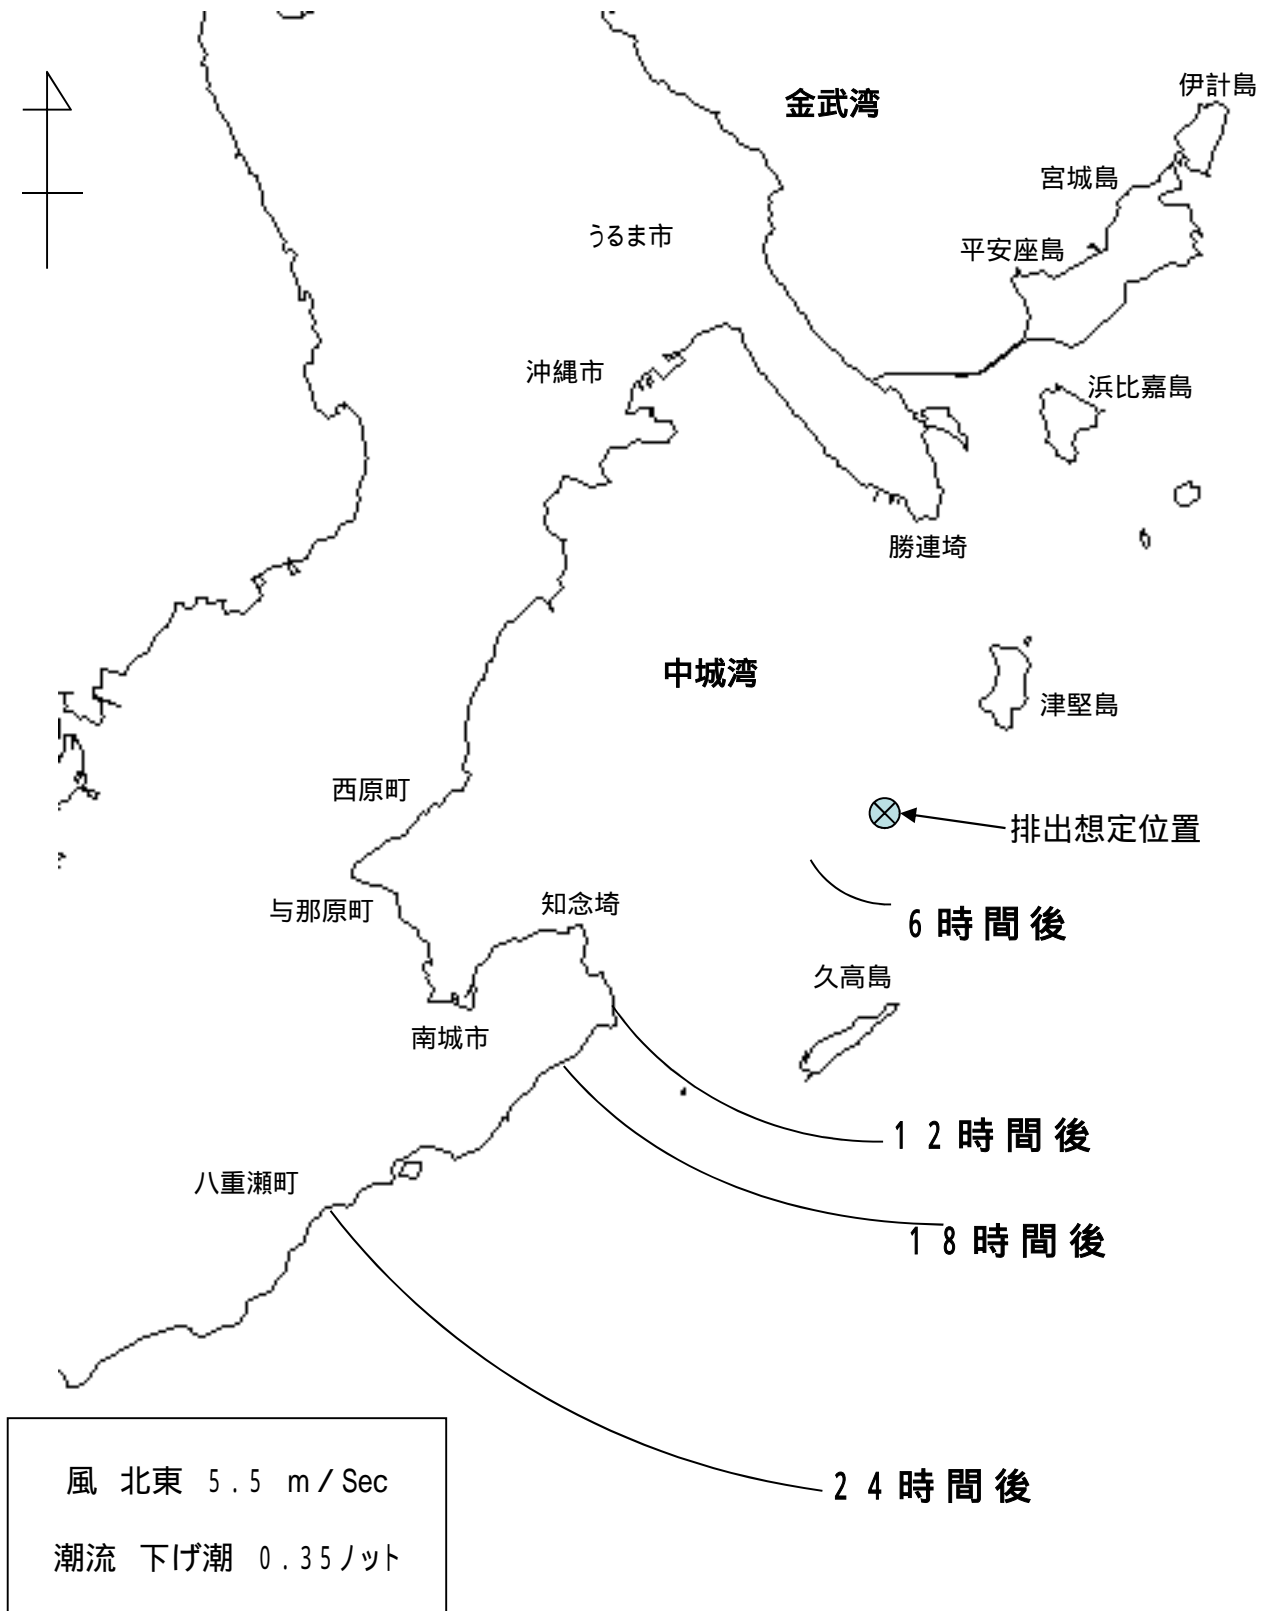 伊計島
金武湾
宮城島
うるま市
平安座島
沖縄市
浜比嘉島
勝連埼
中城湾
津堅島
西原町
排出想定位置
与那原町
知念埼
6時間後
久高島
南城市
12時間後
八重瀬町
18時間後
24時間後
風 北東 5.5 m/Sec
潮流 下げ潮 0.35ノット